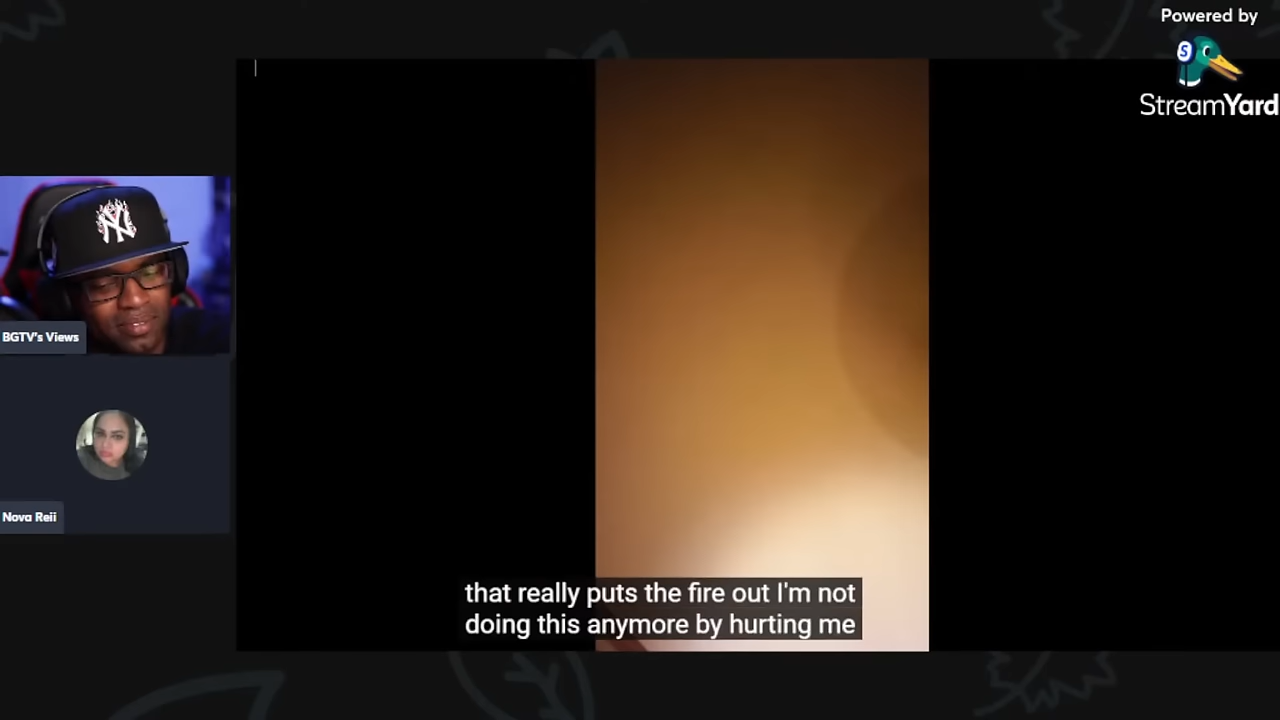 Powered by
S
StreamYard
NY
BGTV's Views
Nova Reii
that really puts the fire out I'm not
doing this anymore by hurting me